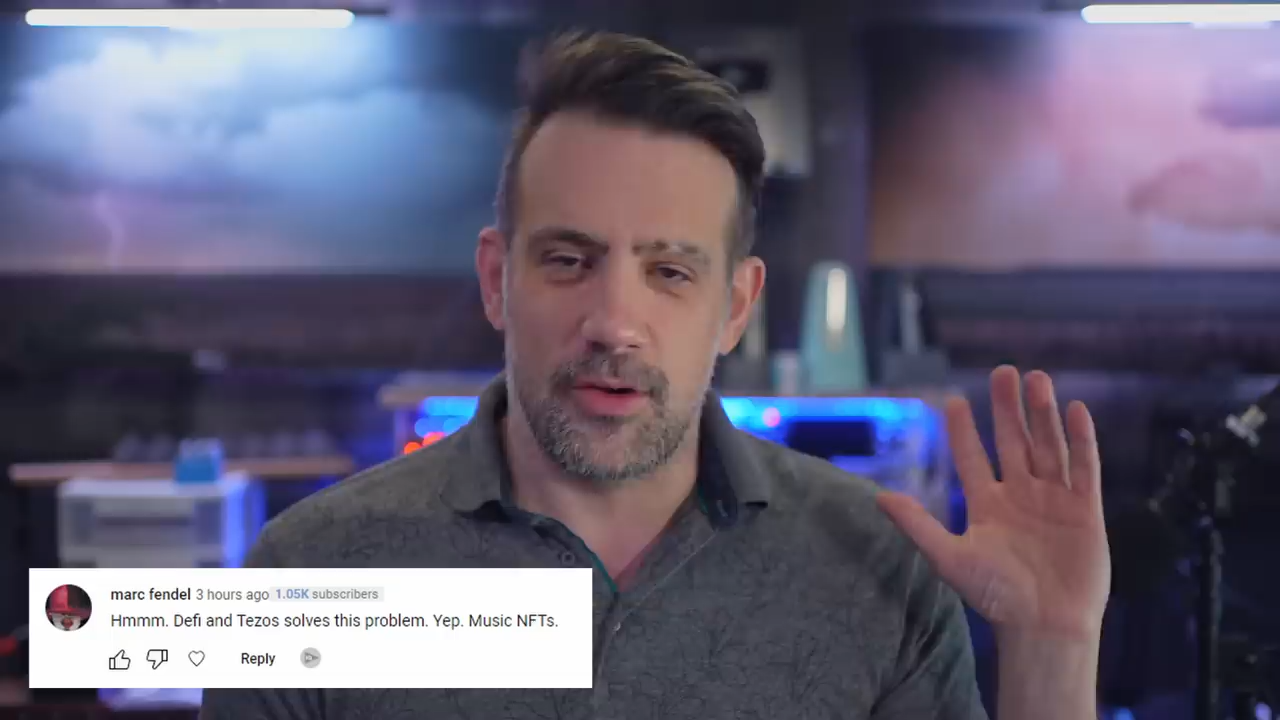 marc fendel 3 hours ago 1.05K subscribers
Hmmm. Defi and Tezos solves this problem. Yep. Music NFTs.
Reply